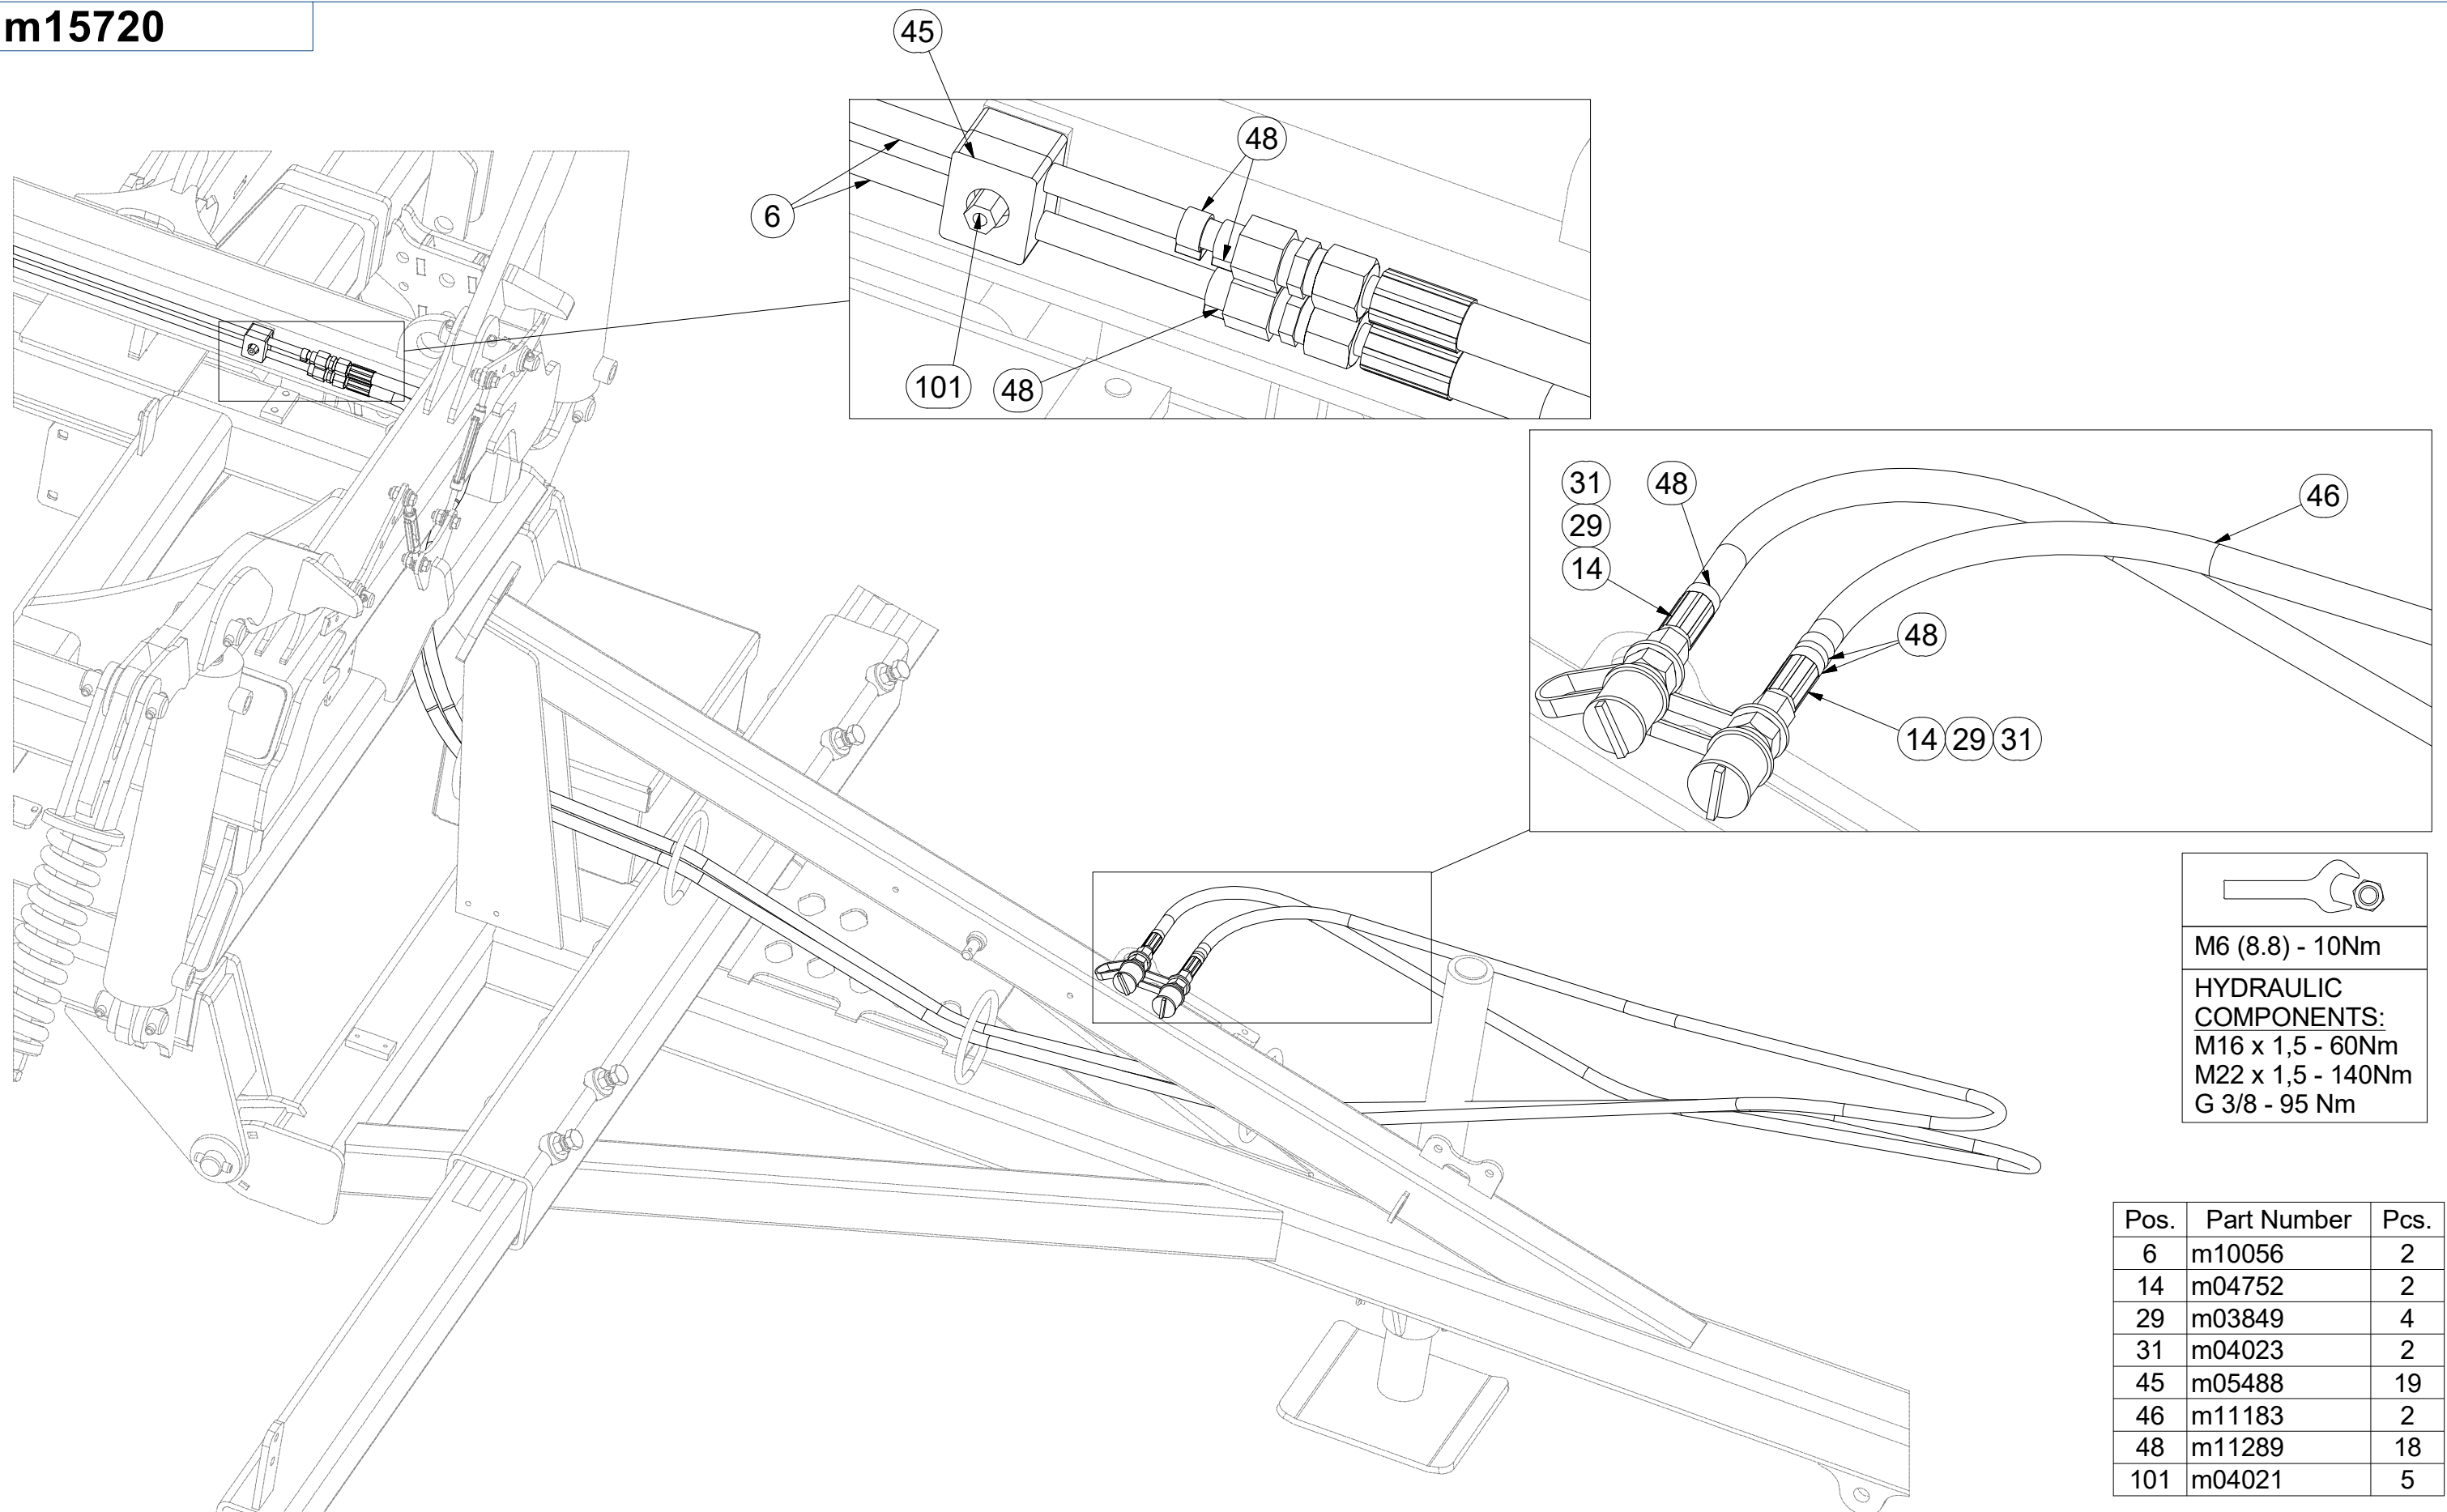 m15720
45
48
6
101
48
31
48
29
14
46
48
14 29 31
M6 (8.8) - 10Nm
HYDRAULIC
COMPONENTS:
M16 x 1,5 - 60Nm
M22 x 1,5 - 140Nm
G 3/8 - 95 Nm
Pos. Part Number Pcs.
6 m10056 2
14 m04752 2
29 m03849 4
31 m04023 2
45 m05488 19
46 m11183 2
48 m11289 18
101 m04021 5